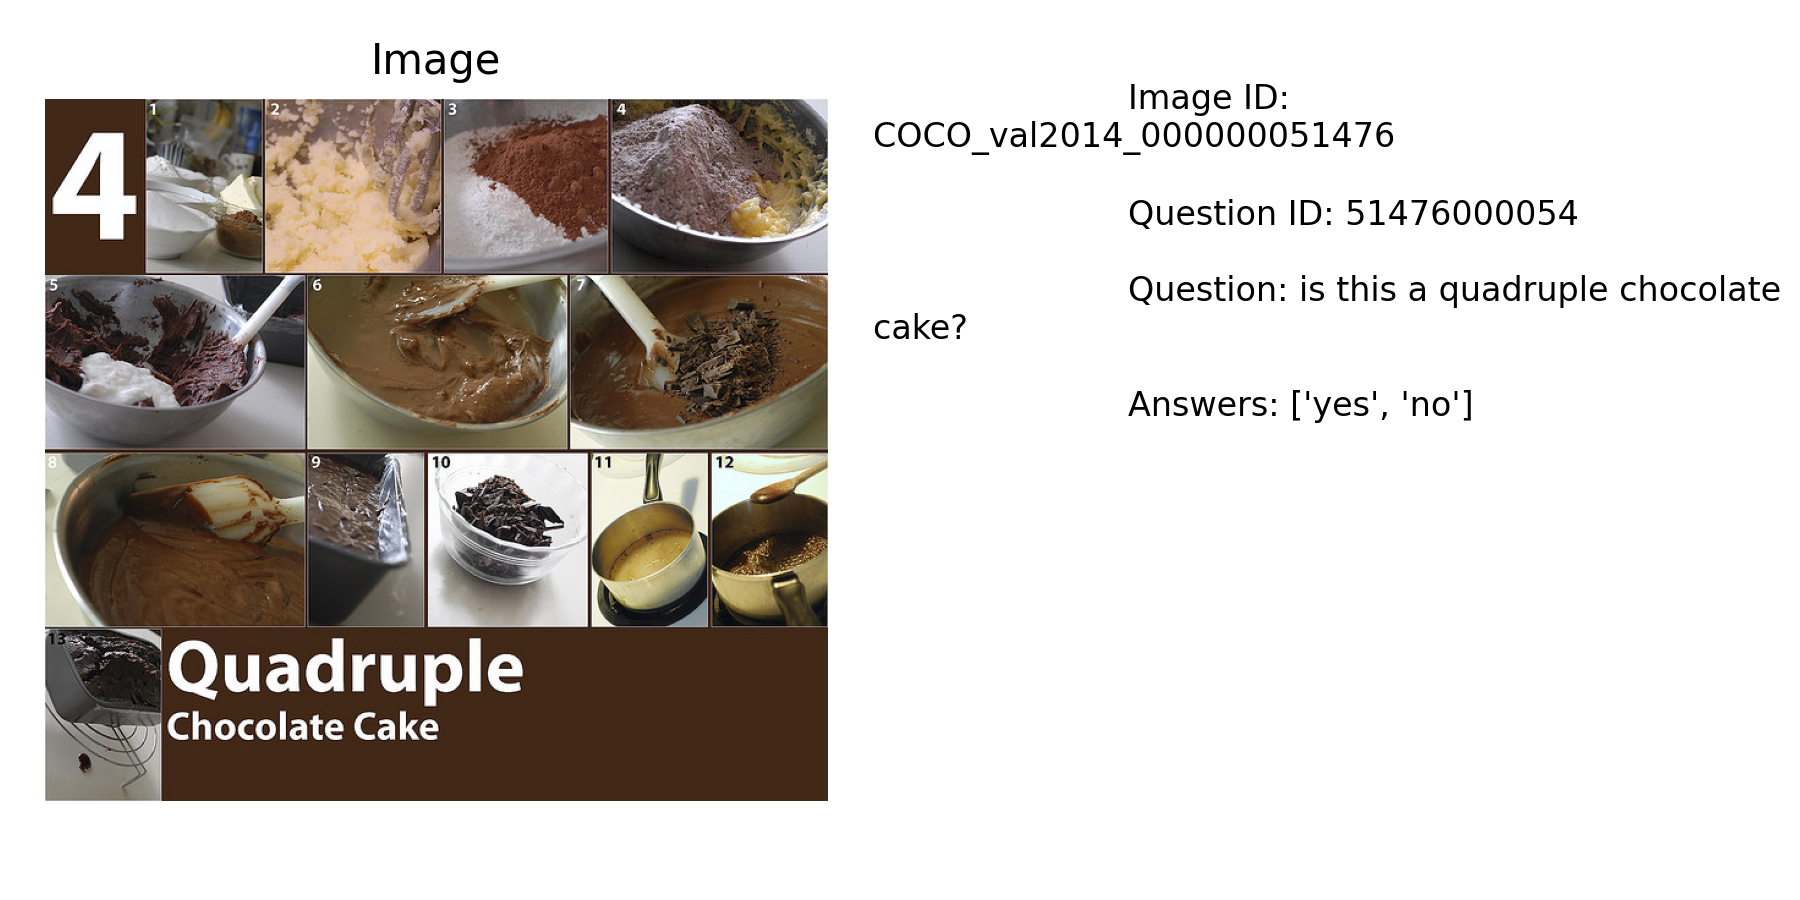 Image
4
1
2
3
4
5
6
7
8
9
10
11
12
13
Quadruple
Chocolate Cake
Image ID:
COCO_val2014_000000051476
Question ID: 51476000054
Question: is this a quadruple chocolate
cake?
Answers: ['yes', 'no']